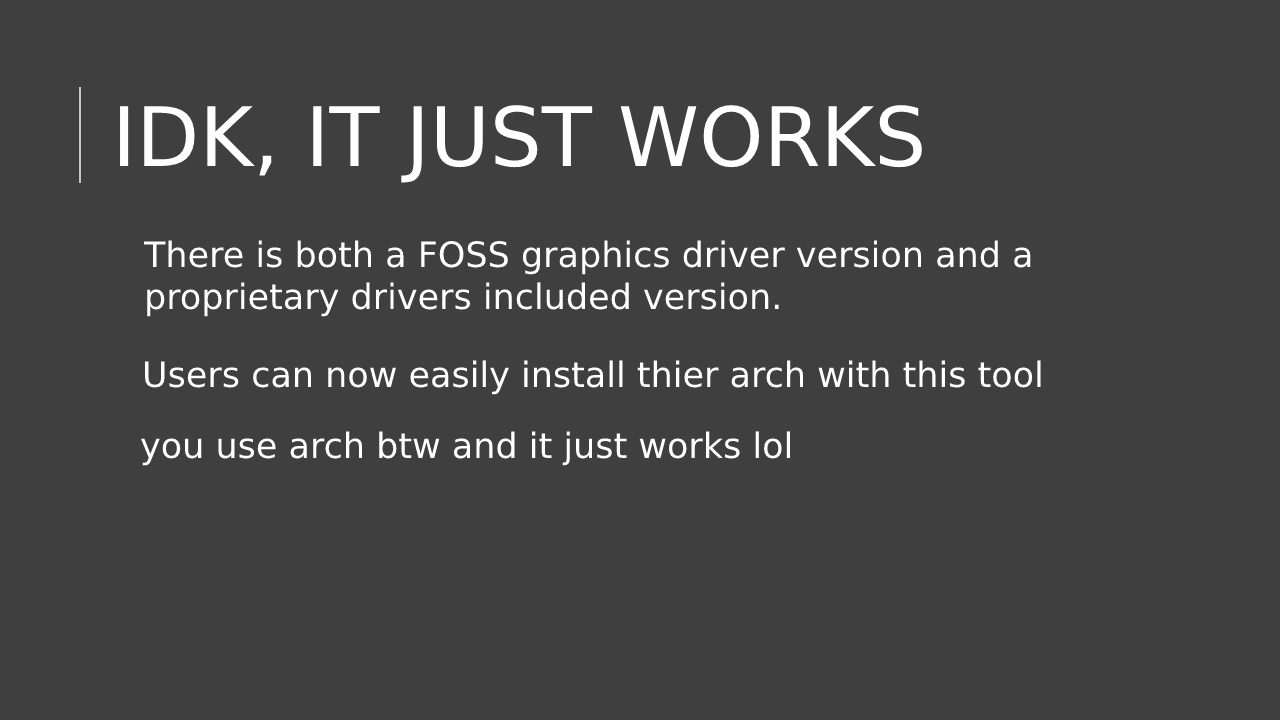 IDK, IT JUST WORKS
There is both a FOSS graphics driver version and a
proprietary drivers included version.
Users can now easily install thier arch with this tool
you use arch btw and it just works lol